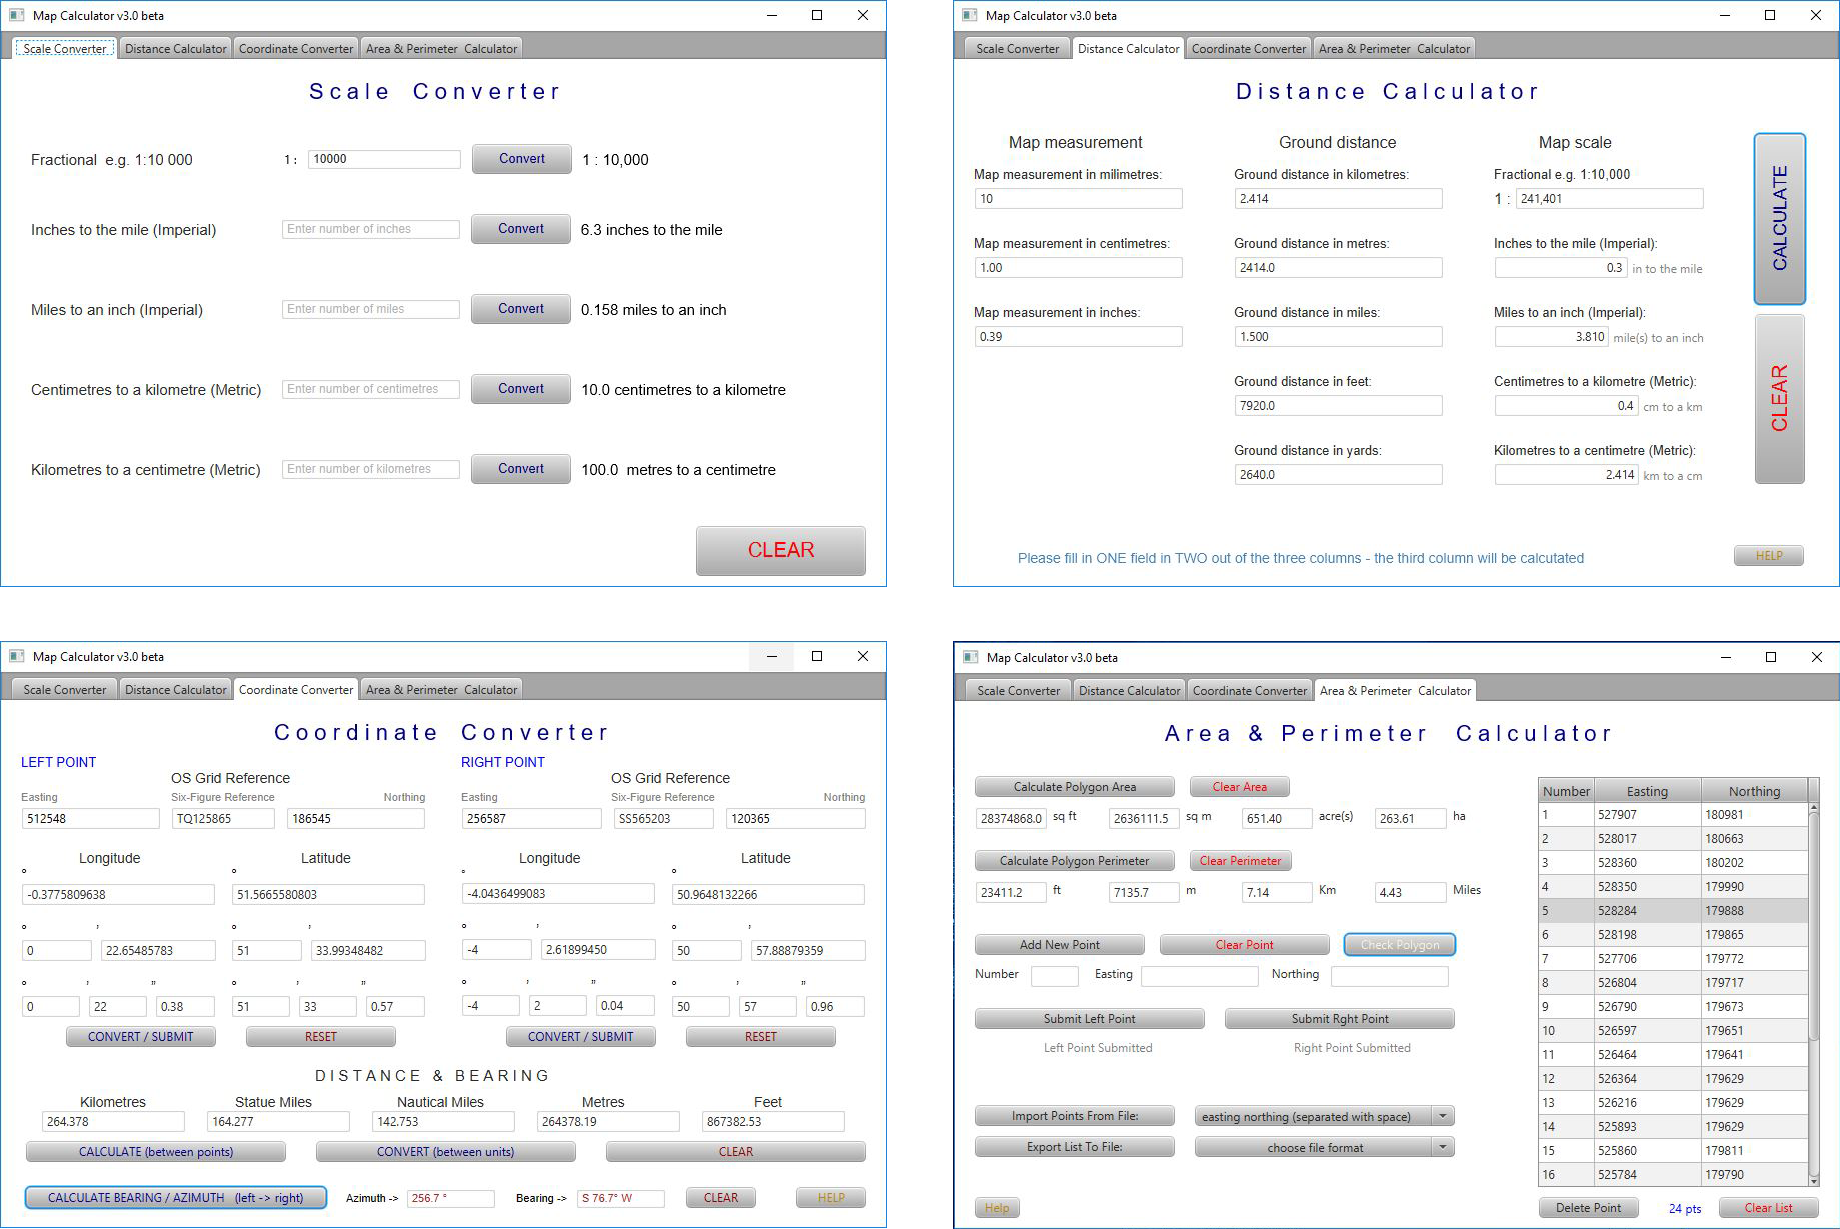 Map Calculator v3.0 beta
Scale Converter Distance Calculator Coordinate Converter Area & Perimeter Calculator
Scale Converter
Fractional e.g. 1:10 000 1 : 10000 Convert 1 : 10,000
Inches to the mile (Imperial) Enter number of inches Convert 6.3 inches to the mile
Miles to an inch (Imperial) Enter number of miles Convert 0.158 miles to an inch
Centimetres to a kilometre (Metric) Enter number of centimetres Convert 10.0 centimetres to a kilometre
Kilometres to a centimetre (Metric) Enter number of kilometres Convert 100.0 metres to a centimetre
CLEAR
Map Calculator v3.0 beta
Scale Converter Distance Calculator Coordinate Converter Area & Perimeter Calculator
Distance Calculator
Map measurement Ground distance Map scale
Map measurement in milimetres: Ground distance in kilometres: Fractional e.g. 1:10,000
10 2.414 1 : 241,401
Map measurement in centimetres: Ground distance in metres: Inches to the mile (Imperial):
1.00 2414.0 0.3 in to the mile
Map measurement in inches: Ground distance in miles: Miles to an inch (Imperial):
0.39 1.500 3.810 mile(s) to an inch
Ground distance in feet: Centimetres to a kilometre (Metric):
7920.0 0.4 cm to a km
Ground distance in yards: Kilometres to a centimetre (Metric):
2640.0 2.414 km to a cm
CALCULATE
CLEAR
Please fill in ONE field in TWO out of the three columns - the third column will be calcutated HELP
Map Calculator v3.0 beta
Scale Converter Distance Calculator Coordinate Converter Area & Perimeter Calculator
Coordinate Converter
LEFT POINT RIGHT POINT
OS Grid Reference OS Grid Reference
Easting Six-Figure Reference Northing Easting Six-Figure Reference Northing
512548 TQ125865 186545 256587 SS565203 120365
Longitude Latitude Longitude Latitude
° ° ° °
-0.3775809638 51.5665580803 -4.0436499083 50.9648132266
° ' ° ' ° ' ° '
0 22.65485783 51 33.99348482 -4 2.61899450 50 57.88879359
° ' " ° ' " ° ' " ° ' "
0 22 0.38 51 33 0.57 -4 2 0.04 50 57 0.96
CONVERT / SUBMIT RESET CONVERT / SUBMIT RESET
DISTANCE & BEARING
Kilometres Statue Miles Nautical Miles Metres Feet
264.378 164.277 142.753 264378.19 867382.53
CALCULATE (between points) CONVERT (between units) CLEAR
CALCULATE BEARING / AZIMUTH (left -> right) Azimuth -> 256.7 ° Bearing -> S 76.7° W CLEAR HELP
Map Calculator v3.0 beta
Scale Converter Distance Calculator Coordinate Converter Area & Perimeter Calculator
Area & Perimeter Calculator
Calculate Polygon Area Clear Area
28374868.0 sq ft 2636111.5 sq m 651.40 acre(s) 263.61 ha
Calculate Polygon Perimeter Clear Perimeter
23411.2 ft 7135.7 m 7.14 Km 4.43 Miles
Add New Point Clear Point Check Polygon
Number Easting Northing
Submit Left Point Submit Rght Point
Left Point Submitted Right Point Submitted
Import Points From File: easting northing (separated with space)
Export List To File: choose file format
Help
Number Easting Northing
1 527907 180981
2 528017 180663
3 528360 180202
4 528350 179990
5 528284 179888
6 528198 179865
7 527706 179772
8 526804 179717
9 526790 179673
10 526597 179651
11 526464 179641
12 526364 179629
13 526216 179629
14 525893 179629
15 525860 179811
16 525784 179790
Delete Point 24 pts Clear List